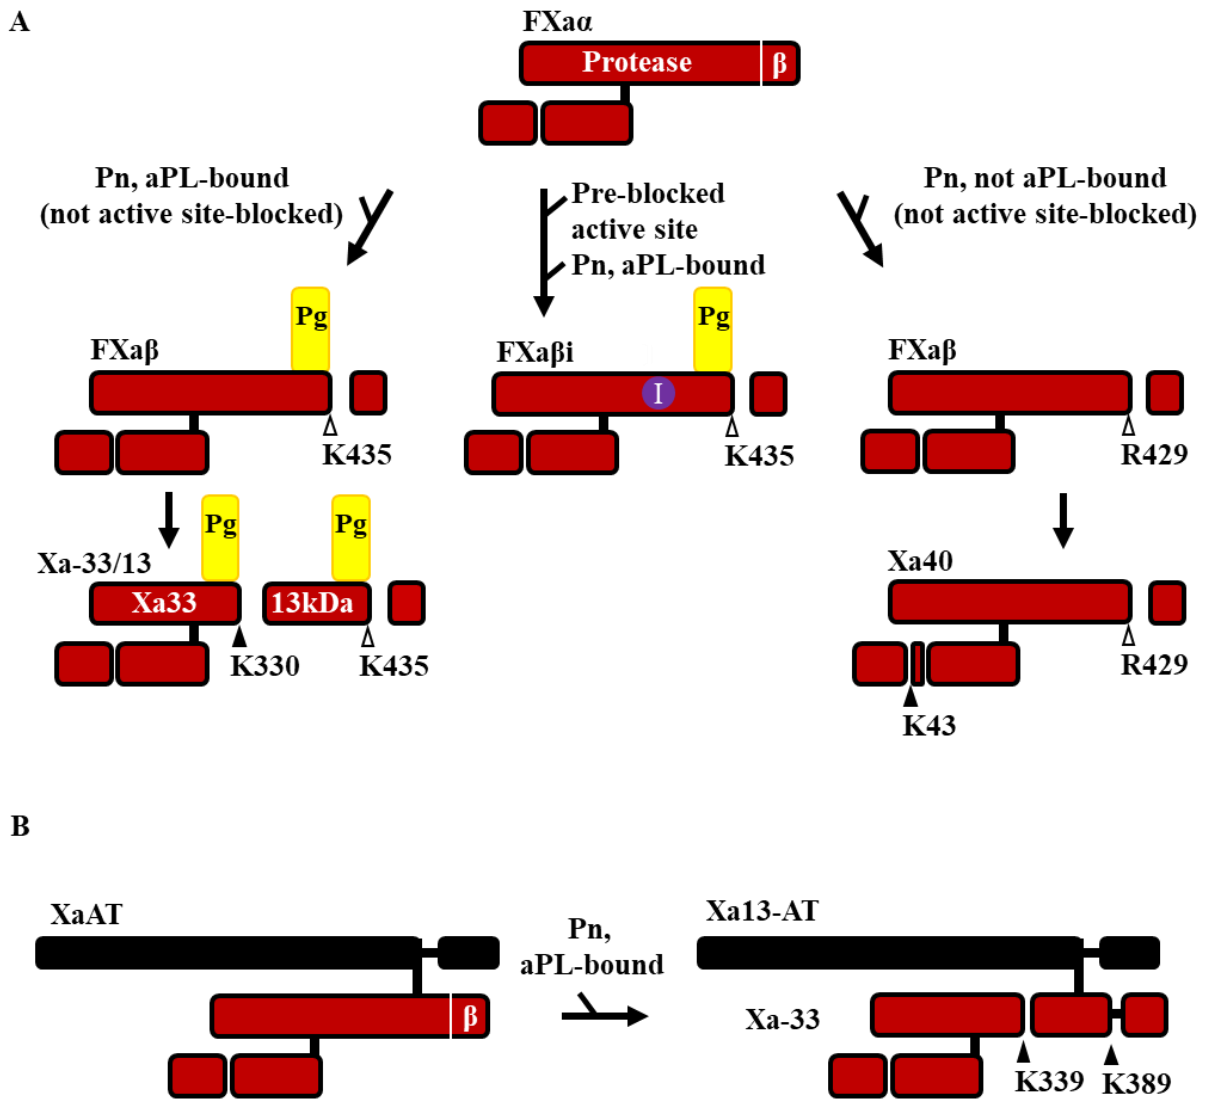 A
FXaα
Protease
β
Pn, aPL-bound
(not active site-blocked)
Pre-blocked
active site
Pn, aPL-bound
Pn, not aPL-bound
(not active site-blocked)
Pg
FXaβ
K435
Pg
FXaβi
I
K435
FXaβ
R429
Pg
Pg
Xa-33/13
Xa33
13kDa
K330
K435
Xa40
R429
K43
B
XaAT
β
Pn,
aPL-bound
Xa13-AT
Xa-33
K339
K389